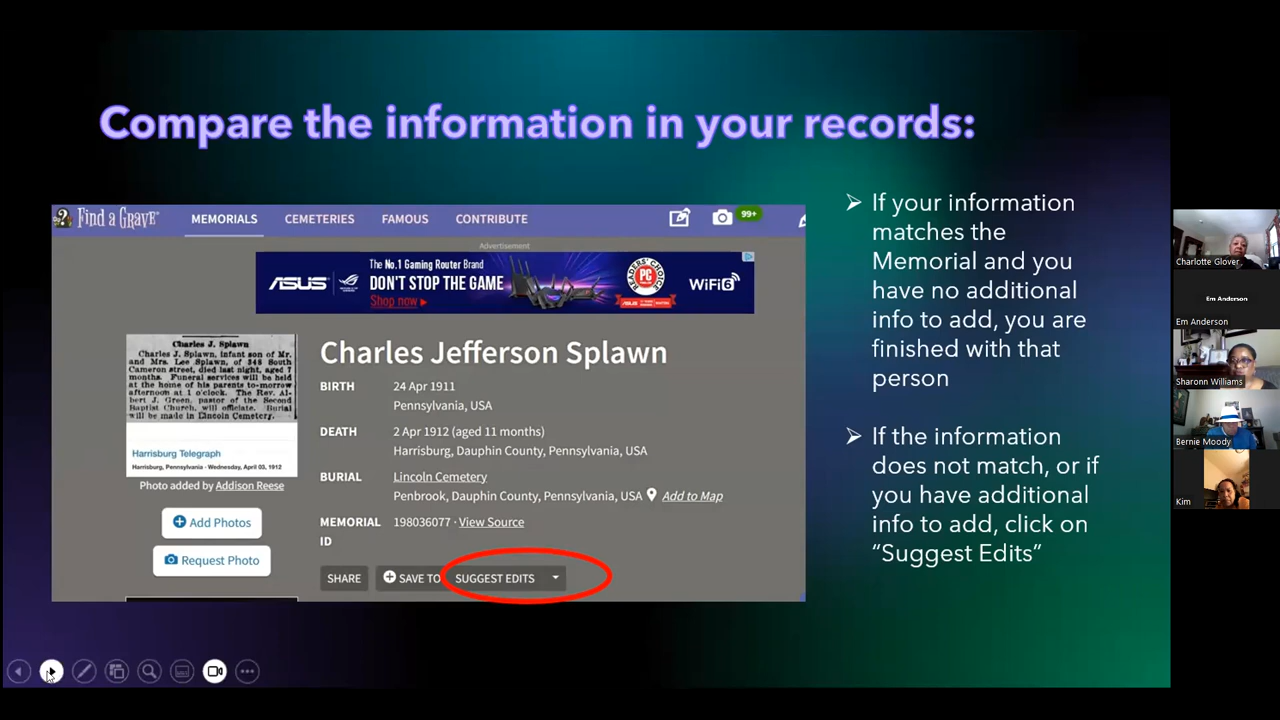 Compare the information in your records:
Find a Grave®
MEMORIALS
CEMETERIES
FAMOUS
CONTRIBUTE
99+
Advertisement
ASUS
The No.1 Gaming Router Brand
DON'T STOP THE GAME
Shop now
READERS' CHOICE
PC
WiFi 6
Charles J. Splawn
Charles J. Splawn, infant son of Mr.
and Mrs. Lee Splawn, of 348 South
Cameron street, died last night, aged 7
months. Funeral services will be held
at the home of his parents to-morrow
afternoon at 1 o'clock. The Rev. Al-
bert J. Green, pastor of the Second
Baptist Church, will officiate. Burial
will be made in Lincoln Cemetery.
Harrisburg Telegraph
Harrisburg, Pennsylvania · Wednesday, April 03, 1912
Photo added by Addison Reese
Add Photos
Request Photo
Charles Jefferson Splawn
BIRTH 24 Apr 1911
Pennsylvania, USA
DEATH 2 Apr 1912 (aged 11 months)
Harrisburg, Dauphin County, Pennsylvania, USA
BURIAL Lincoln Cemetery
Penbrook, Dauphin County, Pennsylvania, USA Add to Map
MEMORIAL 198036077 · View Source
ID
SHARE
SAVE TO
SUGGEST EDITS
If your information
matches the
Memorial and you
have no additional
info to add, you are
finished with that
person
If the information
does not match, or if
you have additional
info to add, click on
“Suggest Edits”
Charlotte Glover
Em Anderson
Em Anderson
Sharonn Williams
Bernie Moody
Kim